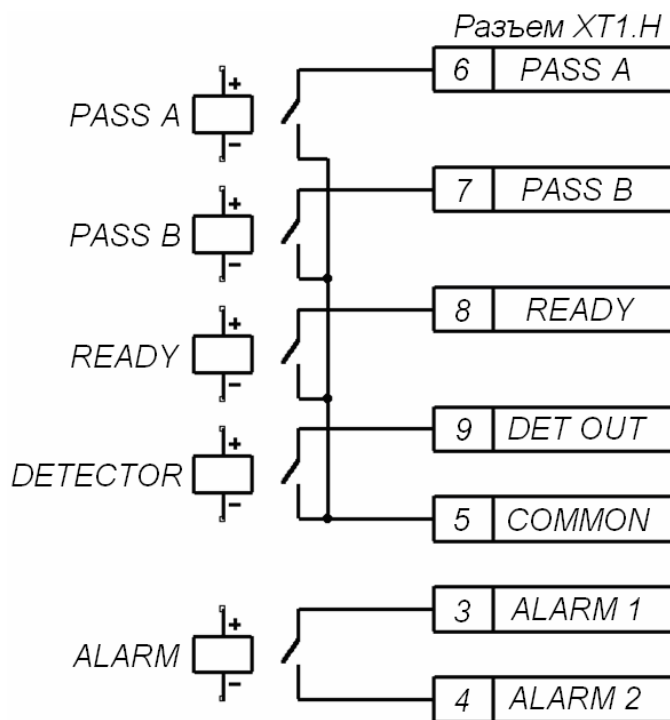 Разъем XT1.H
6 PASS A
PASS A
+
-
7 PASS B
PASS B
+
-
8 READY
READY
+
-
9 DET OUT
DETECTOR
+
-
5 COMMON
3 ALARM 1
ALARM
+
-
4 ALARM 2